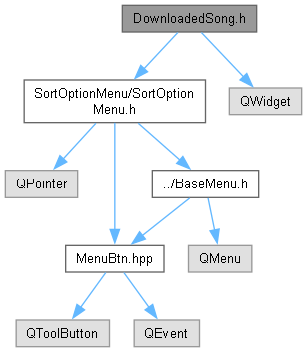 DownloadedSong.h
SortOptionMenu/SortOption
Menu.h
QWidget
QPointer
../BaseMenu.h
MenuBtn.hpp
QMenu
QToolButton
QEvent